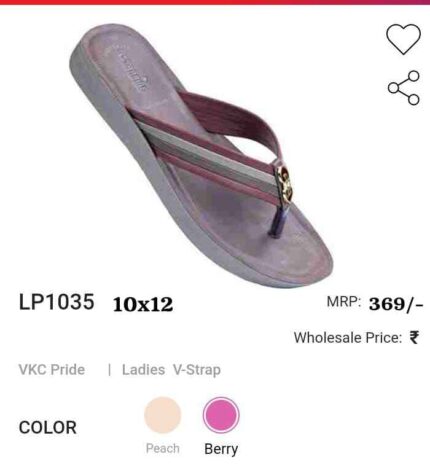 LP1035 10x12 MRP: 369/-
Wholesale Price: ₹
VKC Pride | Ladies V-Strap
COLOR
Peach Berry